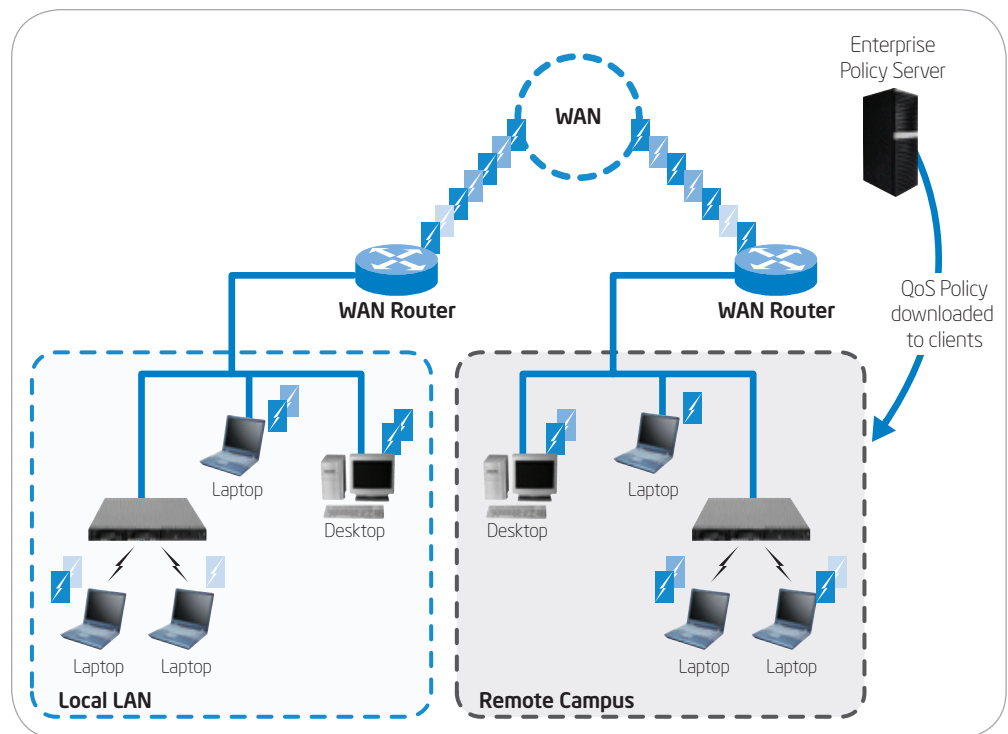 Enterprise
Policy Server
WAN
WAN Router
WAN Router
QoS Policy
downloaded
to clients
Laptop
Desktop
Laptop
Laptop
Local LAN
Desktop
Laptop
Laptop
Laptop
Remote Campus